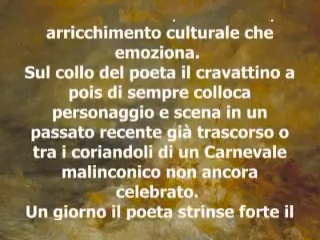 arricchimento culturale che
emoziona.
Sul collo del poeta il cravattino a
pois di sempre colloca
personaggio e scena in un
passato recente già trascorso o
tra i coriandoli di un Carnevale
malinconico non ancora
celebrato.
Un giorno il poeta strinse forte il